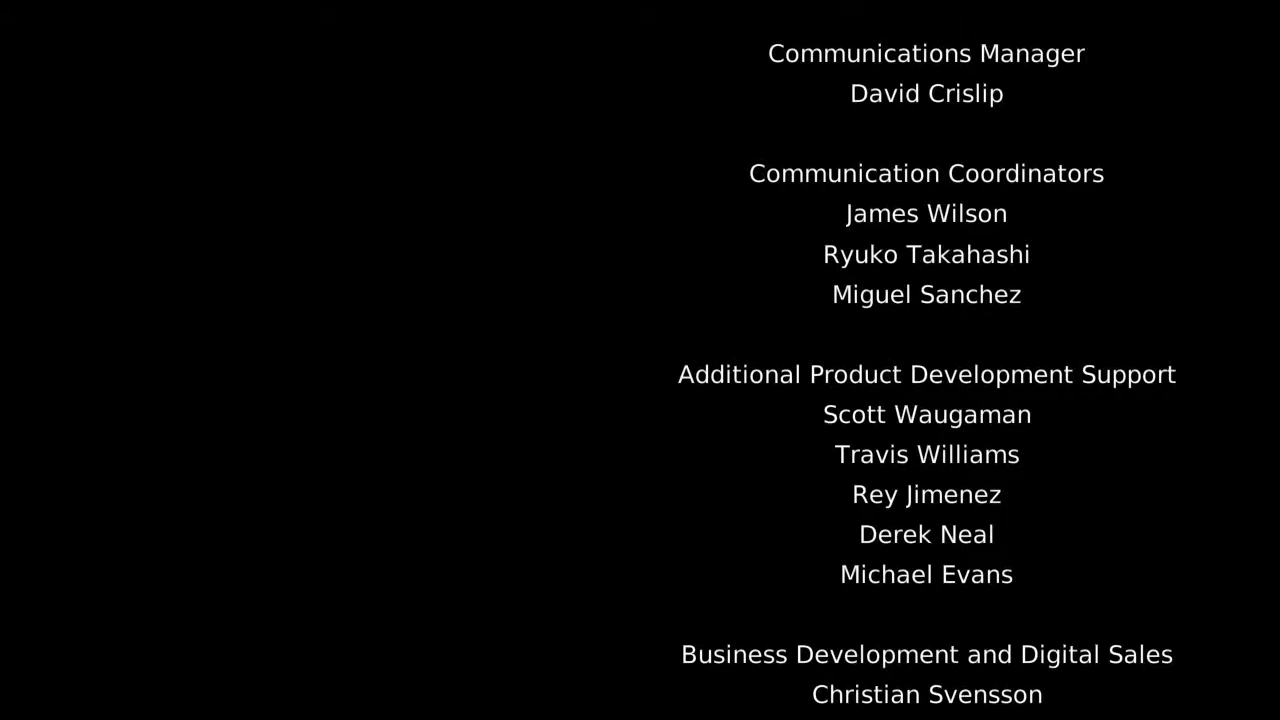 Communications Manager
David Crislip
Communication Coordinators
James Wilson
Ryuko Takahashi
Miguel Sanchez
Additional Product Development Support
Scott Waugaman
Travis Williams
Rey Jimenez
Derek Neal
Michael Evans
Business Development and Digital Sales
Christian Svensson